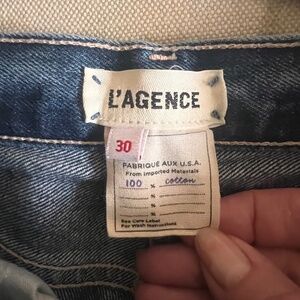 L'AGENCE
30
FABRIQUÉ AUX U.S.A.
From Imported Materials
100 % cotton
%
%
%
See Care Label
For Wash Instructions